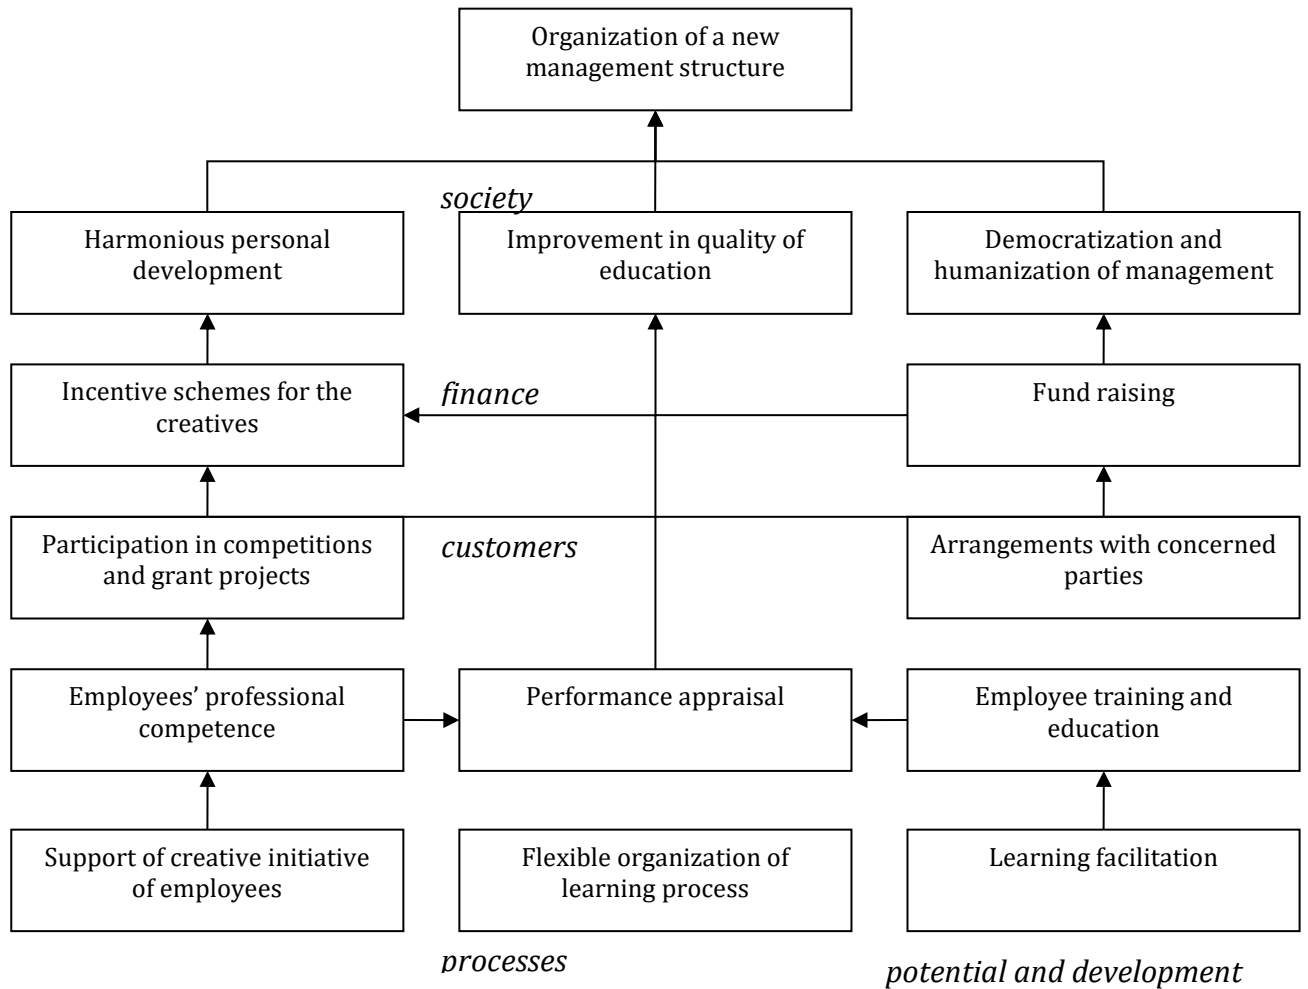 Organization of a new
management structure
society
Harmonious personal
development
Improvement in quality of
education
Democratization and
humanization of management
Incentive schemes for the
creatives
finance
Fund raising
Participation in competitions
and grant projects
customers
Arrangements with concerned
parties
Employees’ professional
competence
Performance appraisal
Employee training and
education
Support of creative initiative
of employees
Flexible organization of
learning process
Learning facilitation
processes
potential and development